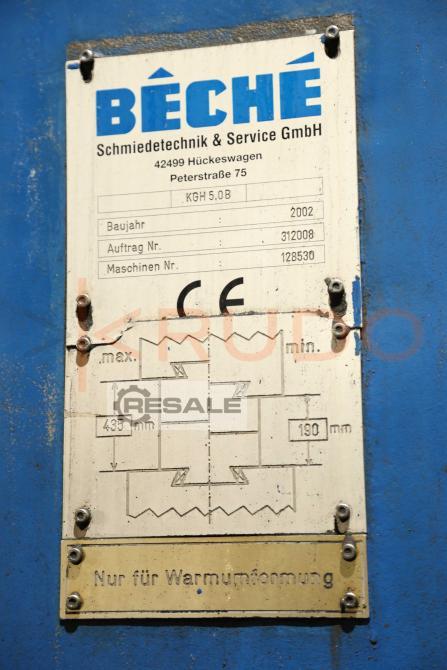 BÊCHÉ
Schmiedetechnik & Service GmbH
42499 Hückeswagen
Peterstraße 75
KGH 5,0B
Baujahr : 2002
Auftrag Nr. : 312008
Maschinen Nr. : 128530
CE
KRUDO
max. min.
RESALE
435 mm 190 mm
Nur für Warmumformung